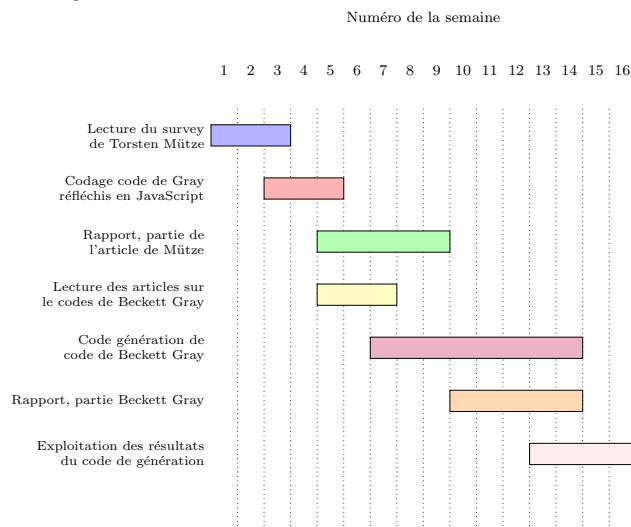 Numéro de la semaine
1 2 3 4 5 6 7 8 9 10 11 12 13 14 15 16
Lecture du survey
de Torsten Mütze
Codage code de Gray
réfléchis en JavaScript
Rapport, partie de
l'article de Mütze
Lecture des articles sur
le codes de Beckett Gray
Code génération de
code de Beckett Gray
Rapport, partie Beckett Gray
Exploitation des résultats
du code de génération